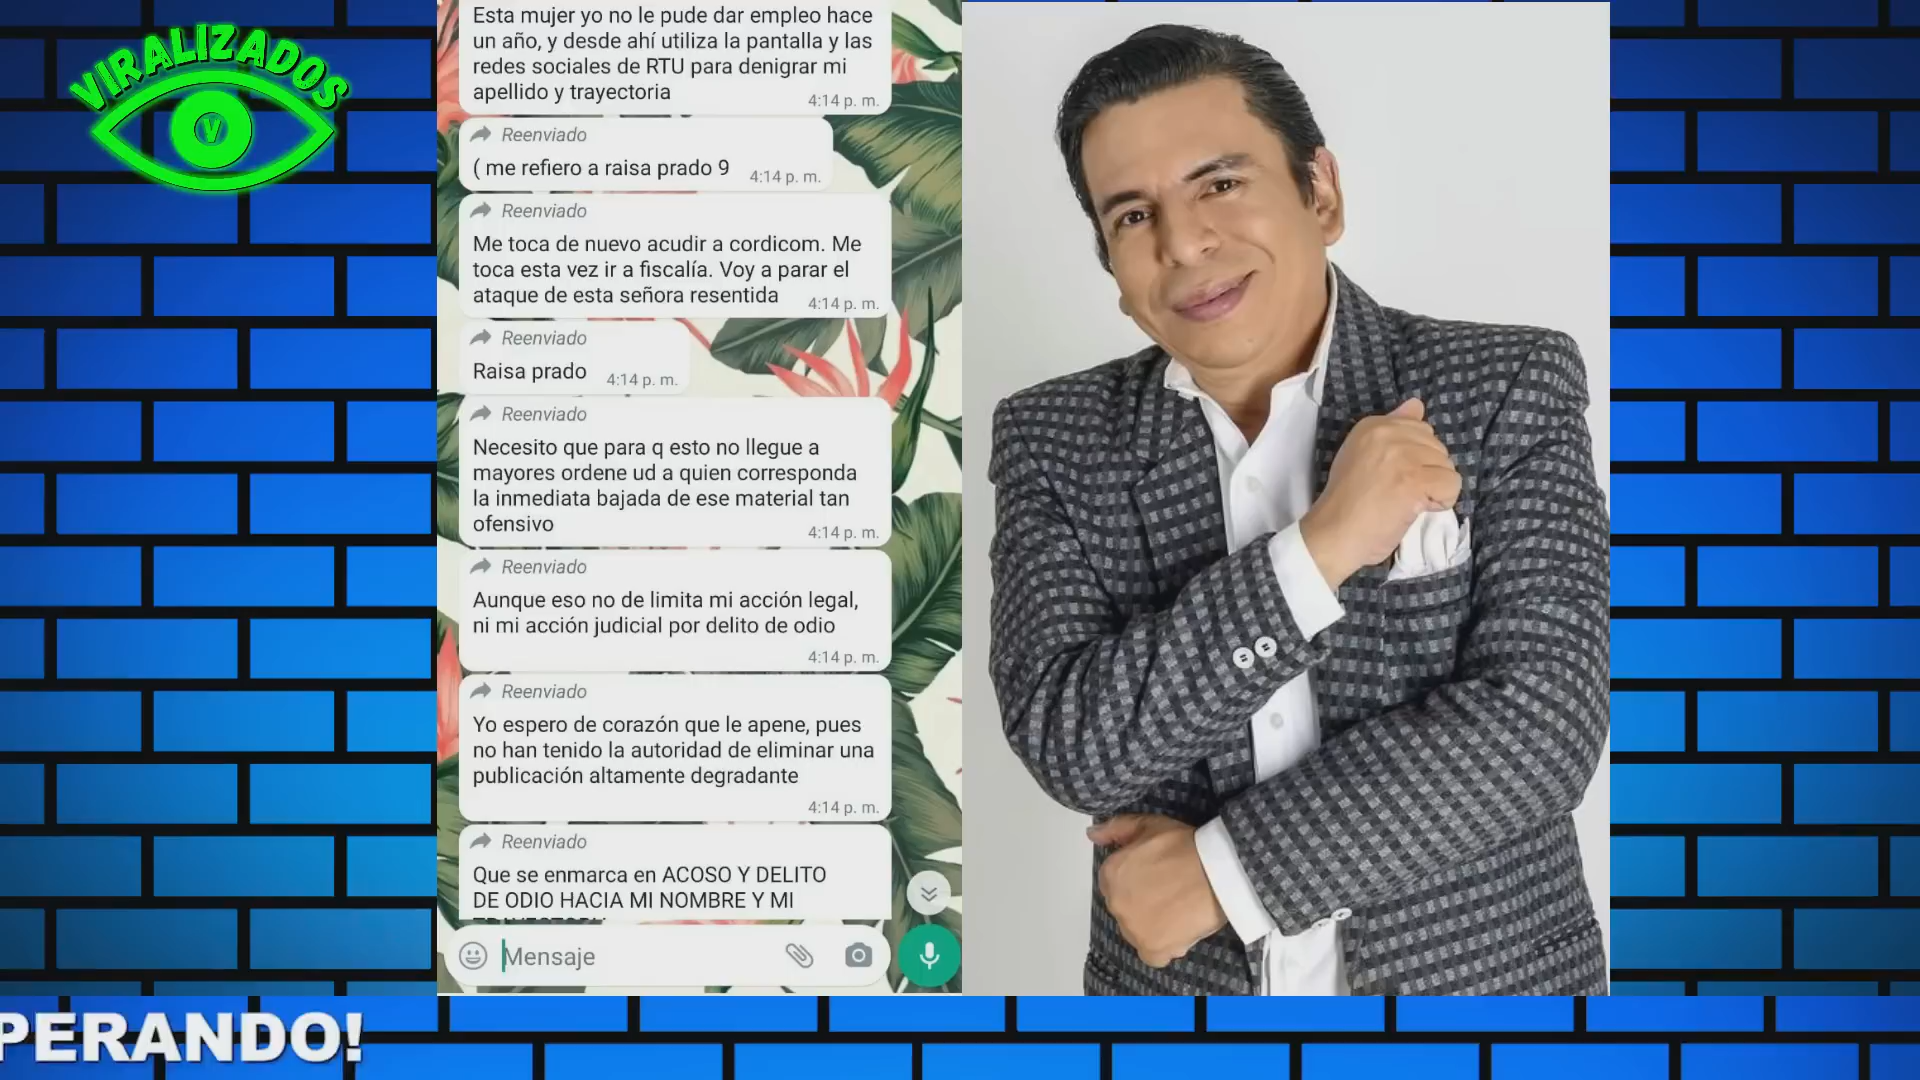 VIRALIZADOS
V
Esta mujer yo no le pude dar empleo hace
un año, y desde ahí utiliza la pantalla y las
redes sociales de RTU para denigrar mi
apellido y trayectoria
4:14 p. m.
Reenviado
( me refiero a raisa prado 9
4:14 p. m.
Reenviado
Me toca de nuevo acudir a cordicom. Me
toca esta vez ir a fiscalía. Voy a parar el
ataque de esta señora resentida
4:14 p. m.
Reenviado
Raisa prado
4:14 p. m.
Reenviado
Necesito que para q esto no llegue a
mayores ordene ud a quien corresponda
la inmediata bajada de ese material tan
ofensivo
4:14 p. m.
Reenviado
Aunque eso no de limita mi acción legal,
ni mi acción judicial por delito de odio
4:14 p. m.
Reenviado
Yo espero de corazón que le apene, pues
no han tenido la autoridad de eliminar una
publicación altamente degradante
4:14 p. m.
Reenviado
Que se enmarca en ACOSO Y DELITO
DE ODIO HACIA MI NOMBRE Y MI
Mensaje
PERANDO!